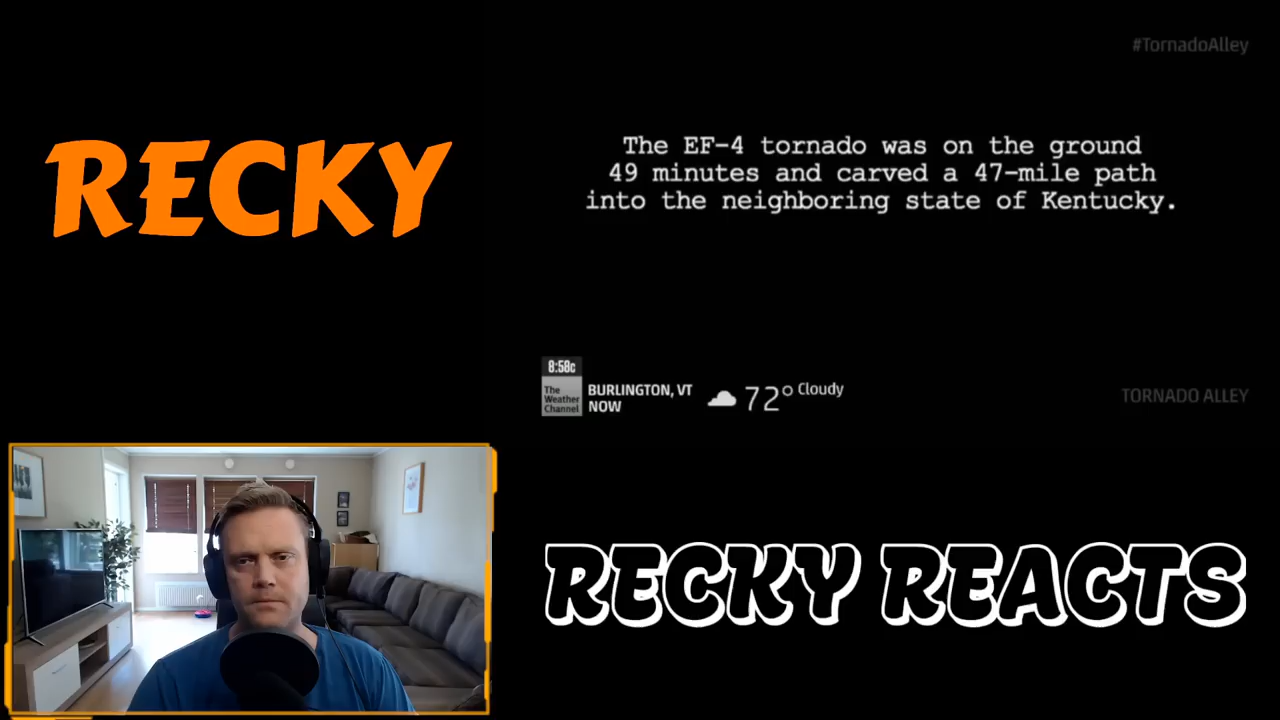 #TornadoAlley
RECKY
The EF-4 tornado was on the ground
49 minutes and carved a 47-mile path
into the neighboring state of Kentucky.
8:58c
The
Weather
Channel
BURLINGTON, VT
NOW
72° Cloudy
TORNADO ALLEY
RECKY REACTS